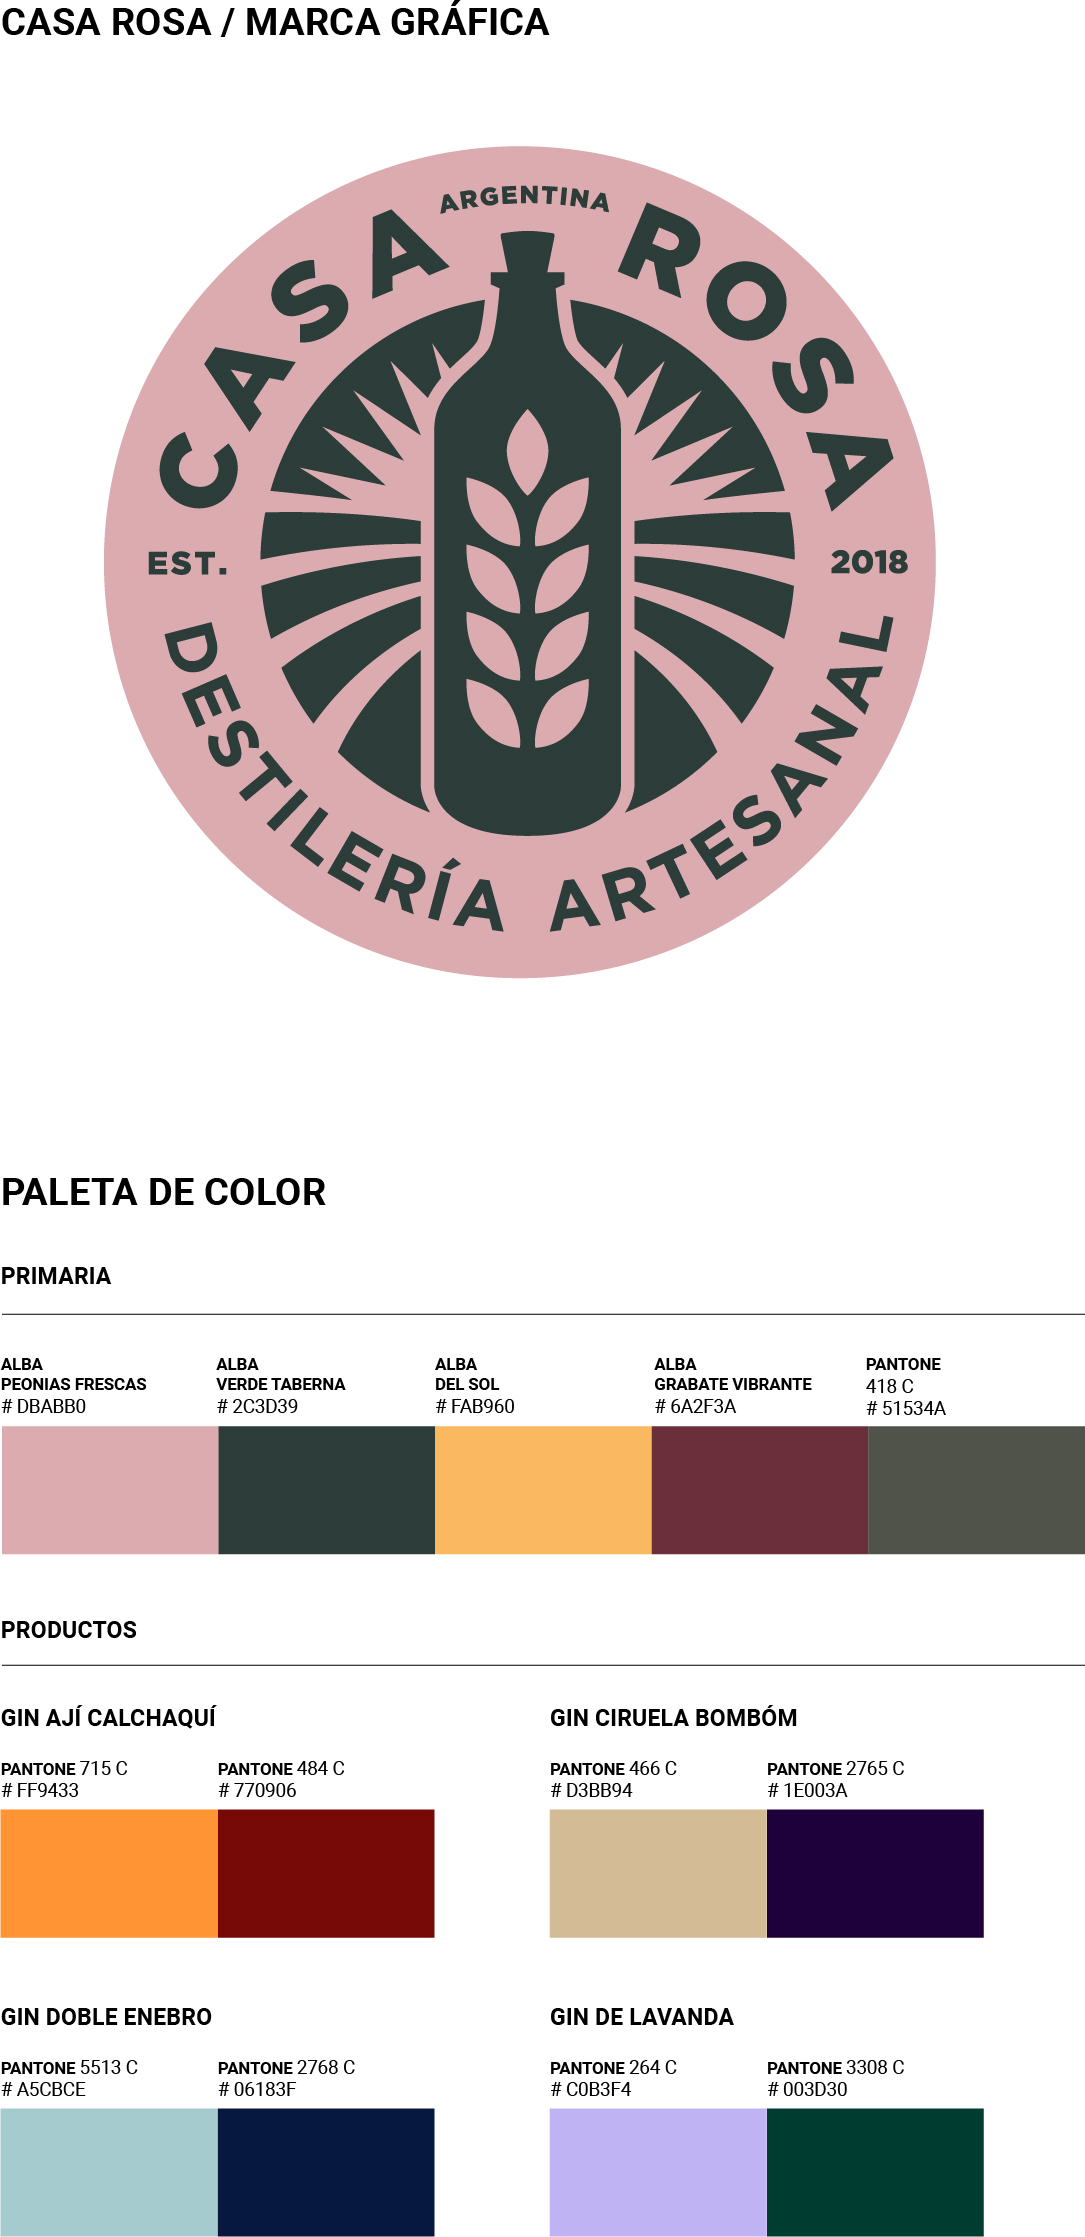 CASA ROSA / MARCA GRÁFICA
ARGENTINA
CASA ROSA
EST. 2018
DESTILERÍA ARTESANAL
PALETA DE COLOR
PRIMARIA
ALBA
PEONIAS FRESCAS
# DBABB0
ALBA
VERDE TABERNA
# 2C3D39
ALBA
DEL SOL
# FAB960
ALBA
GRABATE VIBRANTE
# 6A2F3A
PANTONE
418 C
# 51534A
PRODUCTOS
GIN AJÍ CALCHAQUÍ
PANTONE 715 C
# FF9433
PANTONE 484 C
# 770906
GIN CIRUELA BOMBÓM
PANTONE 466 C
# D3BB94
PANTONE 2765 C
# 1E003A
GIN DOBLE ENEBRO
PANTONE 5513 C
# A5CBCE
PANTONE 2768 C
# 06183F
GIN DE LAVANDA
PANTONE 264 C
# C0B3F4
PANTONE 3308 C
# 003D30